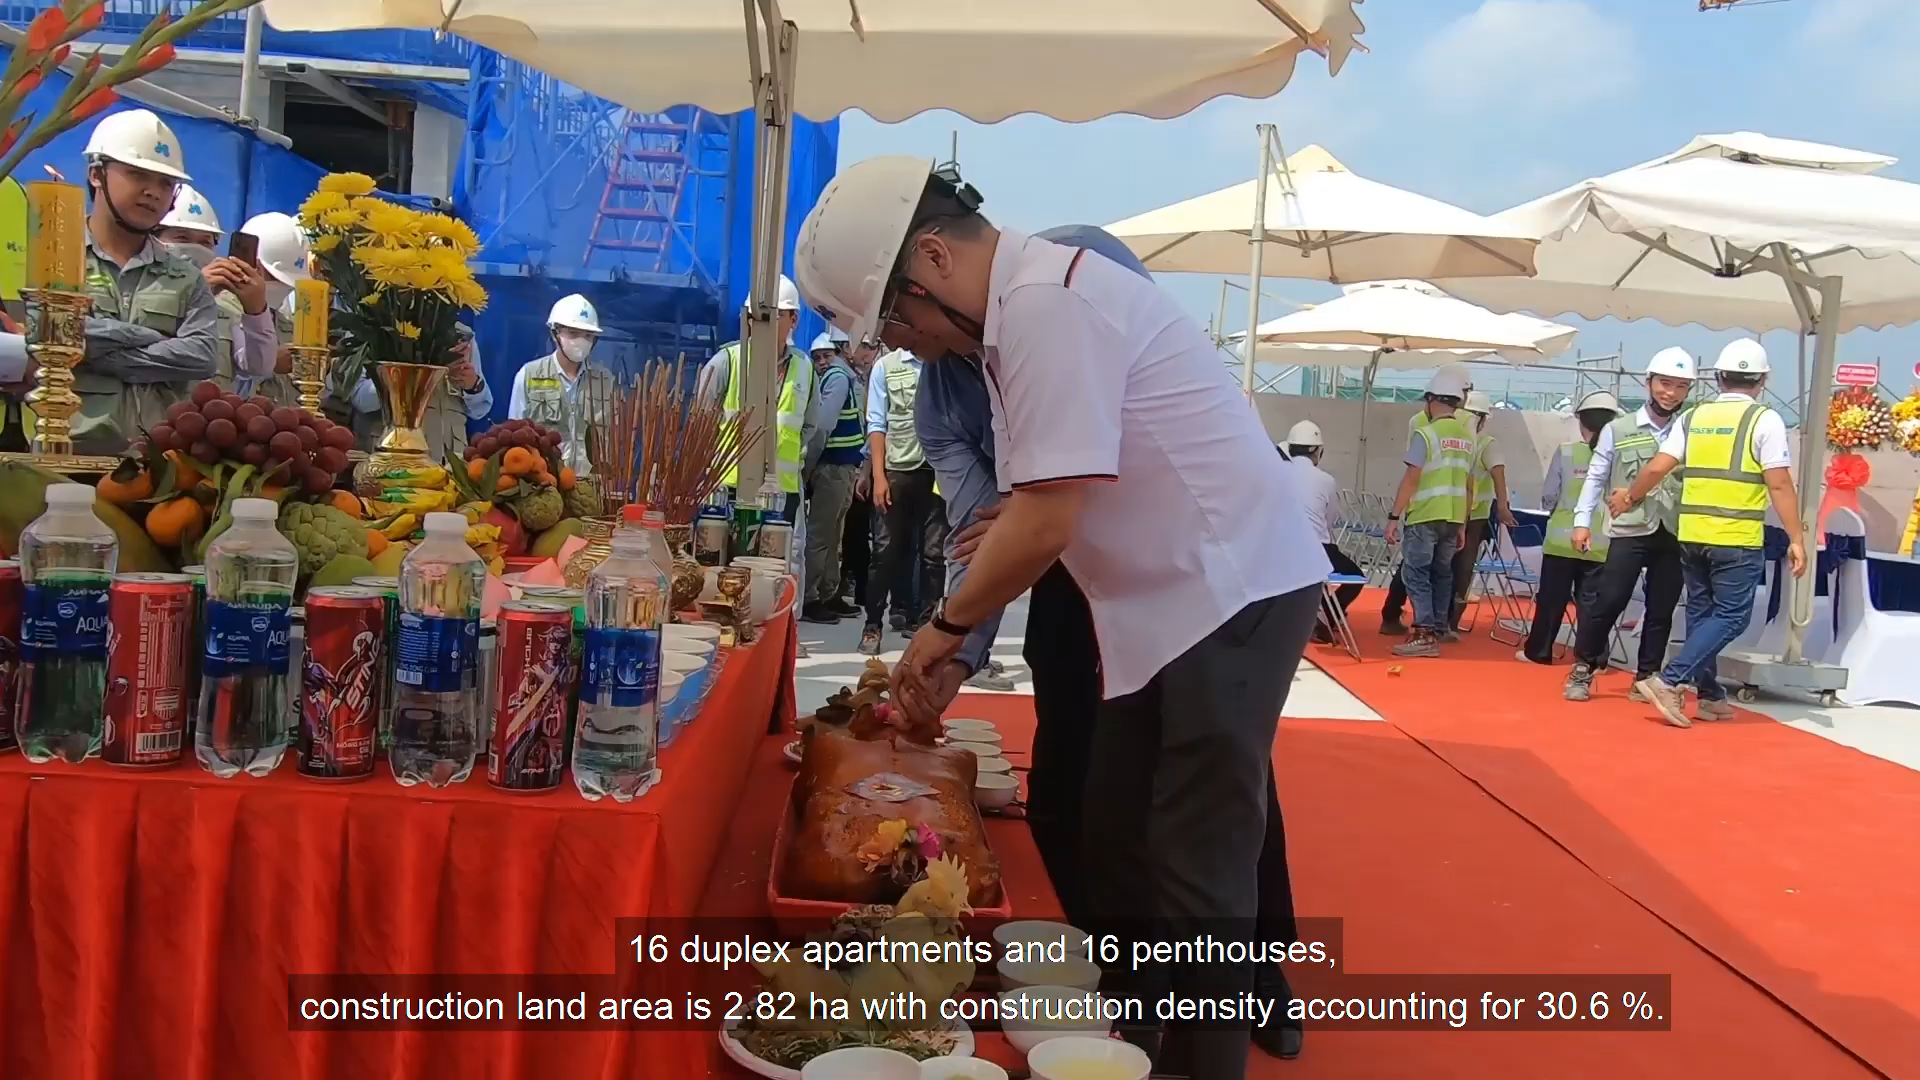 AQUA
16 duplex apartments and 16 penthouses,
construction land area is 2.82 ha with construction density accounting for 30.6 %.